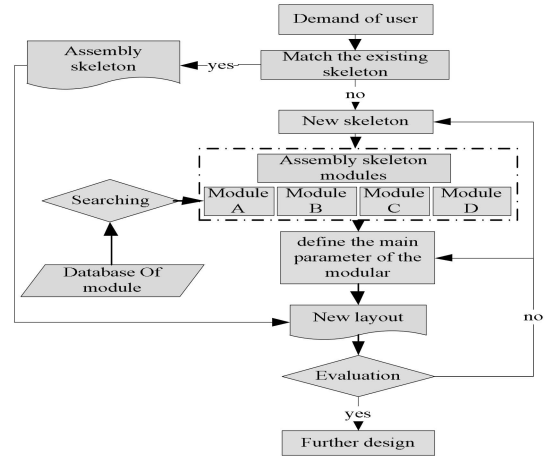 Demand of user
Assembly
skeleton
yes
Match the existing
skeleton
no
New skeleton
Assembly skeleton
modules
Module
A
Module
B
Module
C
Module
D
Searching
define the main
parameter of the
modular
Database Of
module
New layout
no
Evaluation
yes
Further design